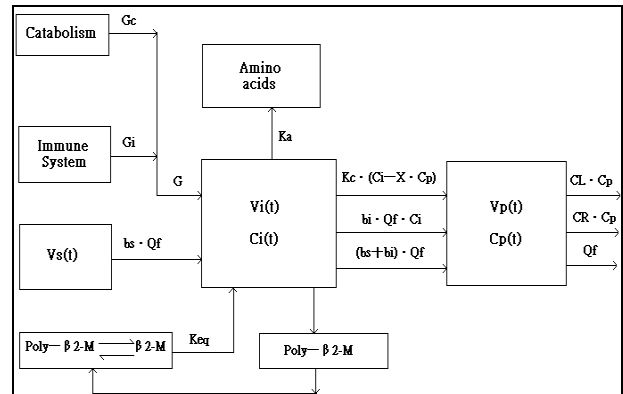 Catabolism
Gc
Amino
acids
Immune
System
Gi
Ka
G
Vi(t)
Ci(t)
Kc・(Ci—X・Cp)
bi・Qf・Ci
(bs+bi)・Qf
Vp(t)
Cp(t)
CL・Cp
CR・Cp
Qf
Vs(t)
bs・Qf
Poly—β2-M
β2-M
Keq
Poly—β2-M